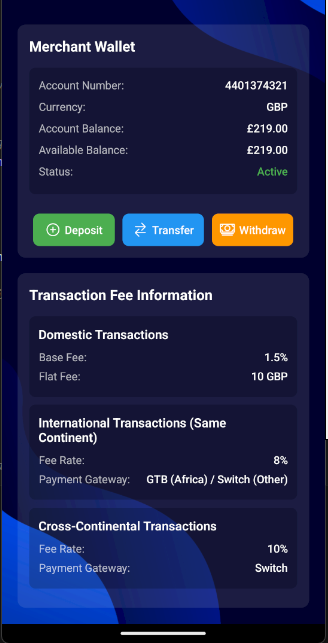 Merchant Wallet
Account Number: 4401374321
Currency: GBP
Account Balance: £219.00
Available Balance: £219.00
Status: Active
Deposit Transfer Withdraw
Transaction Fee Information
Domestic Transactions
Base Fee: 1.5%
Flat Fee: 10 GBP
International Transactions (Same
Continent)
Fee Rate: 8%
Payment Gateway: GTB (Africa) / Switch (Other)
Cross-Continental Transactions
Fee Rate: 10%
Payment Gateway: Switch